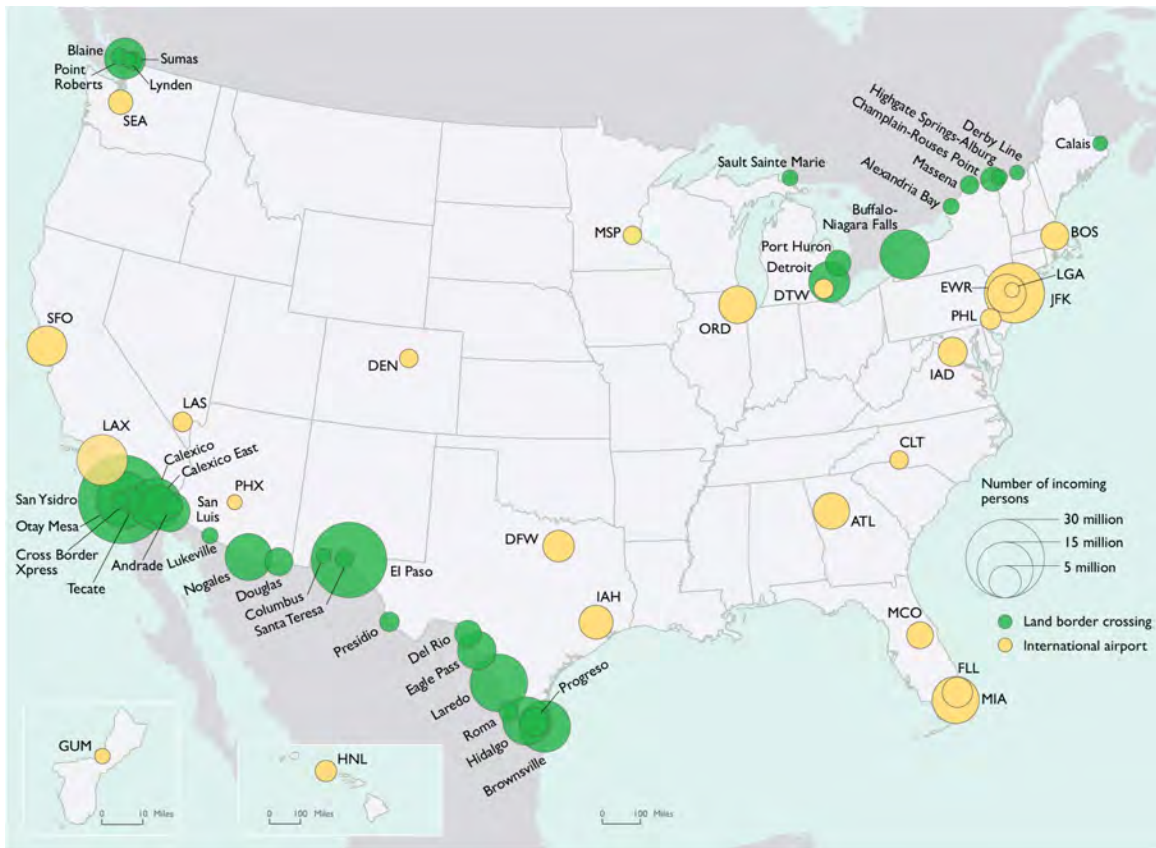 Blaine
Sumas
Point
Roberts
Lynden
SEA
Sault Sainte Marie
Highgate Springs-Alburg
Champlain-Rouses Point
Derby Line
Massena
Alexandria Bay
Calais
Buffalo-
Niagara Falls
MSP
Port Huron
Detroit
DTW
BOS
LGA
EWR
JFK
PHL
ORD
IAD
SFO
DEN
LAS
LAX
Calexico
Calexico East
CLT
San Ysidro
Otay Mesa
Cross Border
Xpress
Tecate
Andrade
San
Luis
Lukeville
PHX
Nogales
Douglas
Columbus
Santa Teresa
El Paso
DFW
ATL
Number of incoming
persons
30 million
15 million
5 million
Land border crossing
International airport
Presidio
Del Rio
Eagle Pass
Laredo
Roma
Hidalgo
Brownsville
Progreso
IAH
MCO
FLL
MIA
GUM
0 10 Miles
HNL
0 100 Miles
0 100 Miles